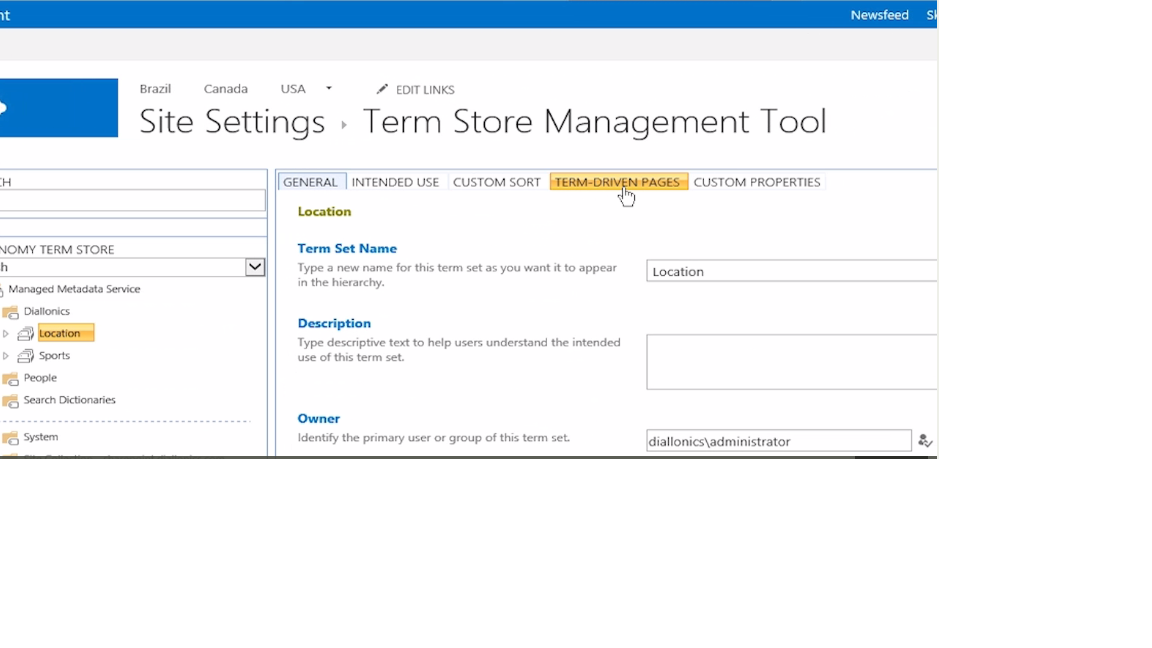 nt
Newsfeed
Sk
Brazil
Canada
USA
EDIT LINKS
Site Settings
Term Store Management Tool
CH
NOMY TERM STORE
h
Managed Metadata Service
Diallonics
Location
Sports
People
Search Dictionaries
System
GENERAL
INTENDED USE
CUSTOM SORT
TERM-DRIVEN PAGES
CUSTOM PROPERTIES
Location
Term Set Name
Type a new name for this term set as you want it to appear
in the hierarchy.
Location
Description
Type descriptive text to help users understand the intended
use of this term set.
Owner
Identify the primary user or group of this term set.
diallonics\administrator